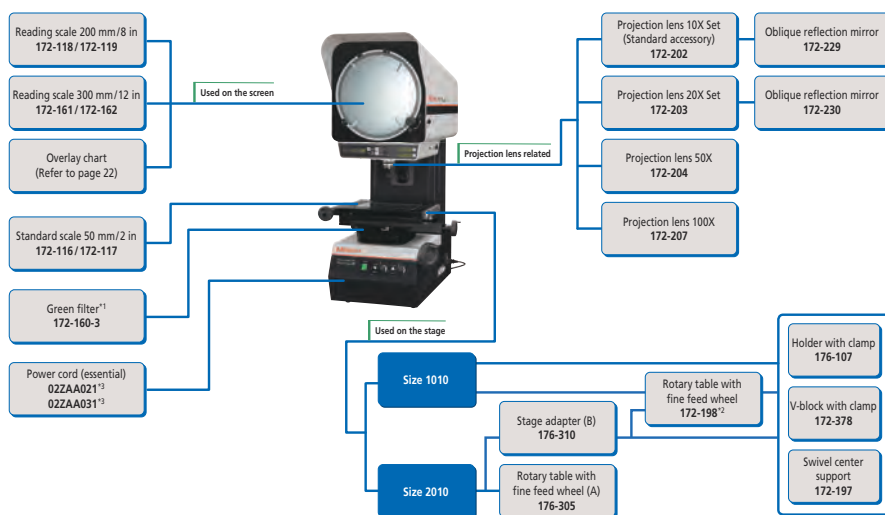 Reading scale 200 mm/8 in
172-118 / 172-119
Reading scale 300 mm/12 in
172-161 / 172-162
Overlay chart
(Refer to page 22)
Standard scale 50 mm/2 in
172-116 / 172-117
Green filter*1
172-160-3
Power cord (essential)
02ZAA021*3
02ZAA031*3
Used on the screen
Projection lens related
Used on the stage
Projection lens 10X Set
(Standard accessory)
172-202
Oblique reflection mirror
172-229
Projection lens 20X Set
172-203
Oblique reflection mirror
172-230
Projection lens 50X
172-204
Projection lens 100X
172-207
Size 1010
Size 2010
Stage adapter (B)
176-310
Rotary table with
fine feed wheel (A)
176-305
Rotary table with
fine feed wheel
172-198*2
Holder with clamp
176-107
V-block with clamp
172-378
Swivel center
support
172-197